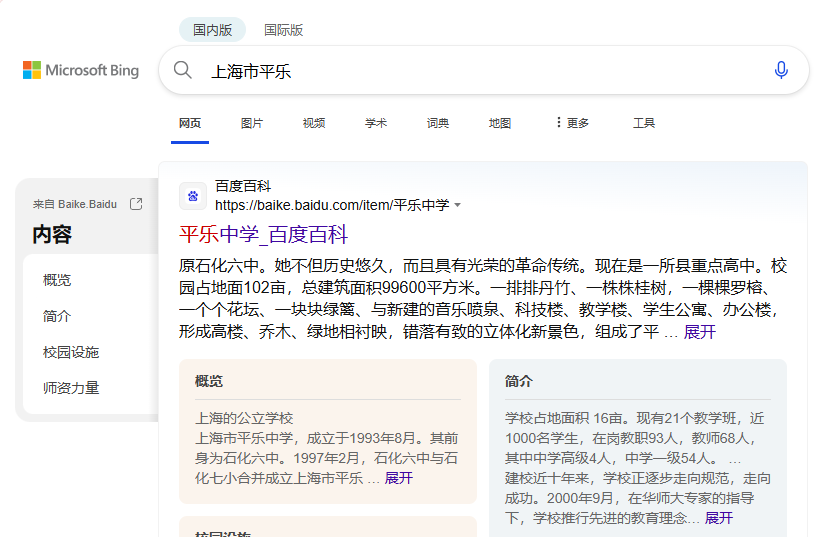 国内版 国际版
Microsoft Bing
上海市平乐
网页 图片 视频 学术 词典 地图 更多 工具
来自 Baike.Baidu
内容
概览
简介
校园设施
师资力量
百度百科
https://baike.baidu.com/item/平乐中学
平乐中学_百度百科
原石化六中。她不但历史悠久，而且具有光荣的革命传统。现在是一所县重点高中。校
园占地面102亩，总建筑面积99600平方米。一排排丹竹、一株株桂树，一棵棵罗榕、
一个个花坛、一块块绿篱、与新建的音乐喷泉、科技楼、教学楼、学生公寓、办公楼，
形成高楼、乔木、绿地相衬映，错落有致的立体化新景色，组成了平 … 展开
概览
上海的公立学校
上海市平乐中学，成立于1993年8月。其前
身为石化六中。1997年2月，石化六中与石
化七小合并成立上海市平乐 … 展开
简介
学校占地面积 16亩。现有21个教学班，近
1000名学生，在岗教职93人，教师68人，
其中中学高级4人，中学一级54人。 …
建校近十年来，学校正逐步走向规范，走向
成功。2000年9月，在华师大专家的指导
下，学校推行先进的教育理念… 展开
校园设施